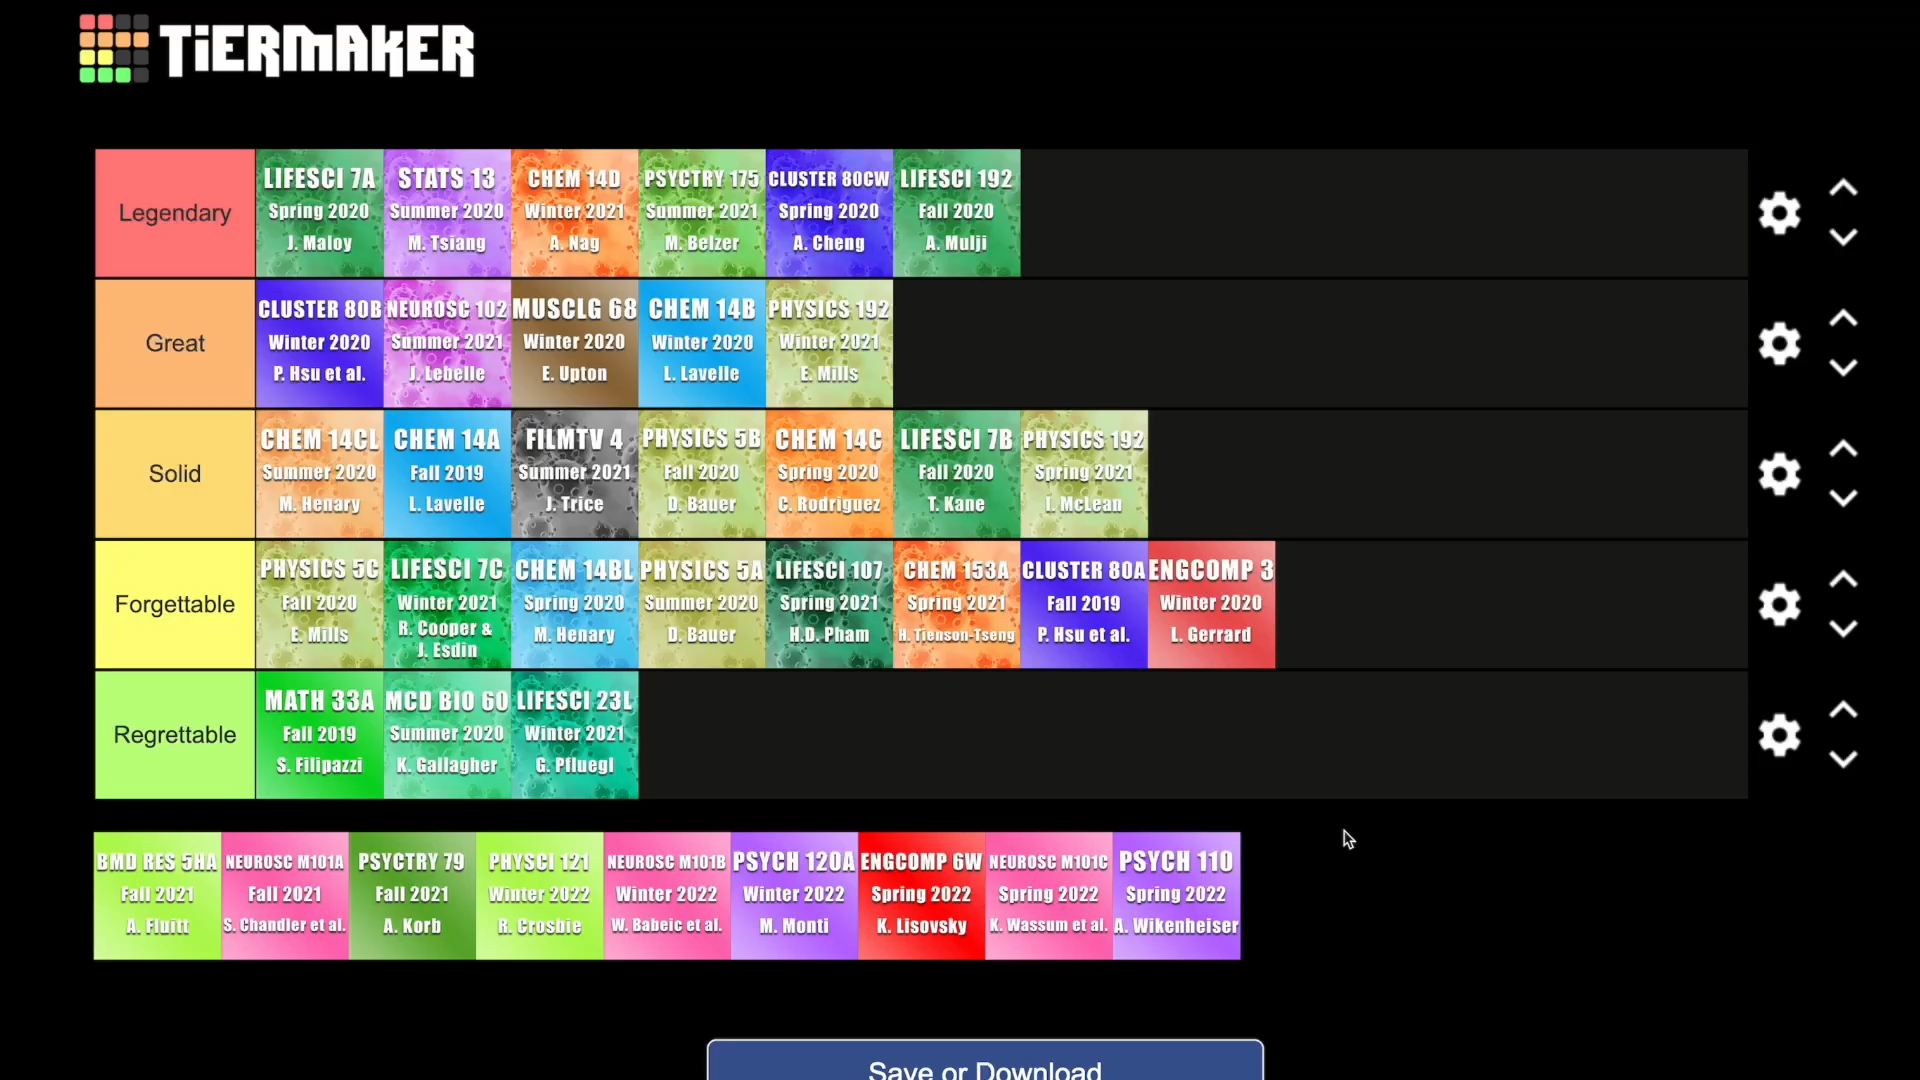 TiERMAKER
Legendary
LIFESCI 7A
Spring 2020
J. Maloy
STATS 13
Summer 2020
M. Tsiang
CHEM 14D
Winter 2021
A. Nag
PSYCTRY 175
Summer 2021
M. Belzer
CLUSTER 80CW
Spring 2020
A. Cheng
LIFESCI 192
Fall 2020
A. Mulji
Great
CLUSTER 80B
Winter 2020
P. Hsu et al.
NEUROSC 102
Summer 2021
J. Lebelle
MUSCLG 68
Winter 2020
E. Upton
CHEM 14B
Winter 2020
L. Lavelle
PHYSICS 192
Winter 2021
E. Mills
Solid
CHEM 14CL
Summer 2020
M. Henary
CHEM 14A
Fall 2019
L. Lavelle
FILMTV 4
Summer 2021
J. Trice
PHYSICS 5B
Fall 2020
D. Bauer
CHEM 14C
Spring 2020
C. Rodriguez
LIFESCI 7B
Fall 2020
T. Kane
PHYSICS 192
Spring 2021
I. McLean
Forgettable
PHYSICS 5C
Fall 2020
E. Mills
LIFESCI 7C
Winter 2021
R. Cooper &
J. Esdin
CHEM 14BL
Spring 2020
M. Henary
PHYSICS 5A
Summer 2020
D. Bauer
LIFESCI 107
Spring 2021
H.D. Pham
CHEM 153A
Spring 2021
H. Tienson-Tseng
CLUSTER 80A
Fall 2019
P. Hsu et al.
ENGCOMP 3
Winter 2020
L. Gerrard
Regrettable
MATH 33A
Fall 2019
S. Filipazzi
MCD BIO 60
Summer 2020
K. Gallagher
LIFESCI 23L
Winter 2021
G. Pfluegl
BMD RES 5HA
Fall 2021
A. Fluitt
NEUROSC M101A
Fall 2021
S. Chandler et al.
PSYCTRY 79
Fall 2021
A. Korb
PHYSCI 121
Winter 2022
R. Crosbie
NEUROSC M101B
Winter 2022
W. Babeic et al.
PSYCH 120A
Winter 2022
M. Monti
ENGCOMP 6W
Spring 2022
K. Lisovsky
NEUROSC M101C
Spring 2022
K. Wassum et al.
PSYCH 110
Spring 2022
A. Wikenheiser
Save or Download